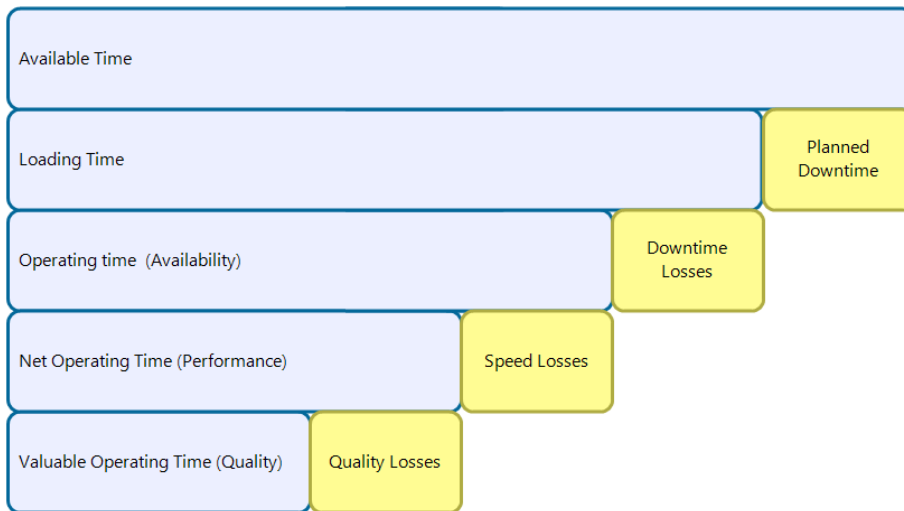 Available Time
Loading Time
Planned
Downtime
Operating time  (Availability)
Downtime
Losses
Net Operating Time (Performance)
Speed Losses
Valuable Operating Time (Quality)
Quality Losses